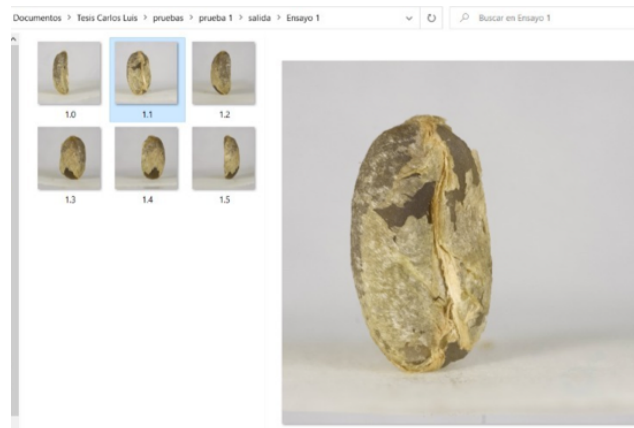 Documentos > Tesis Carlos Luis > pruebas > prueba 1 > salida > Ensayo 1
Buscar en Ensayo 1
1.0 1.1 1.2
1.3 1.4 1.5